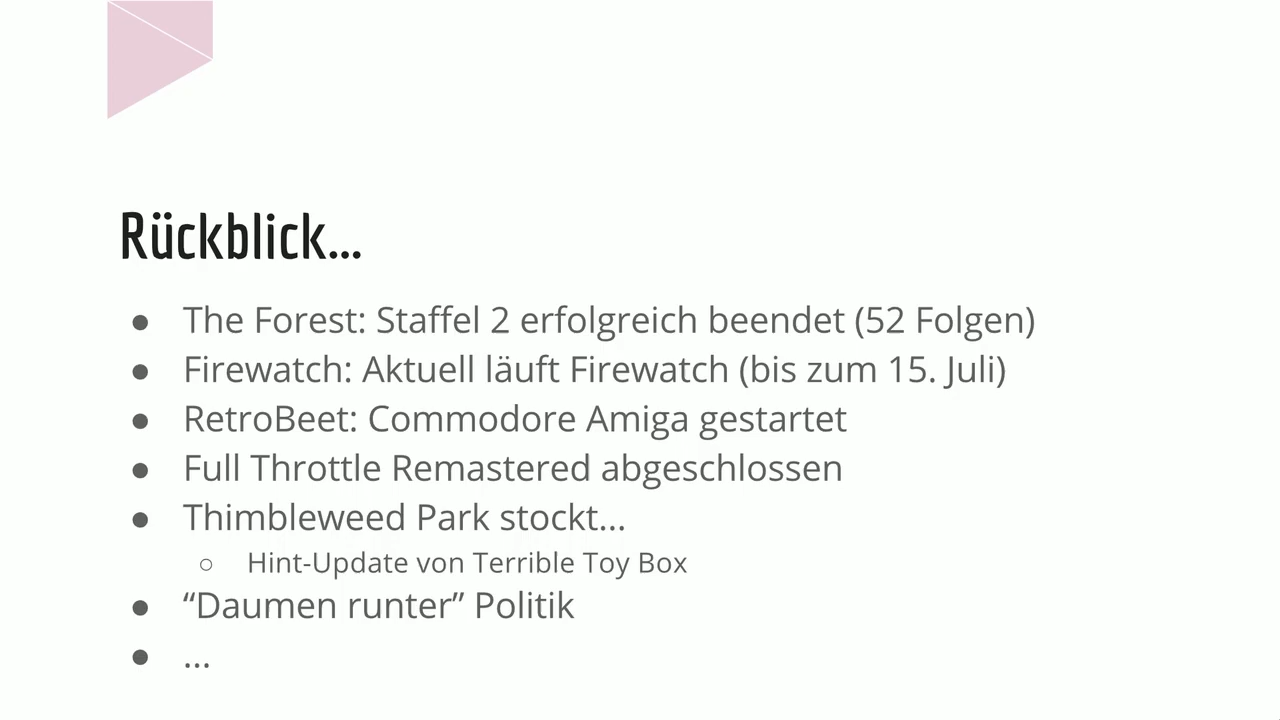 Rückblick...
● The Forest: Staffel 2 erfolgreich beendet (52 Folgen)
● Firewatch: Aktuell läuft Firewatch (bis zum 15. Juli)
● RetroBeet: Commodore Amiga gestartet
● Full Throttle Remastered abgeschlossen
● Thimbleweed Park stockt...
○ Hint-Update von Terrible Toy Box
● “Daumen runter” Politik
● ...